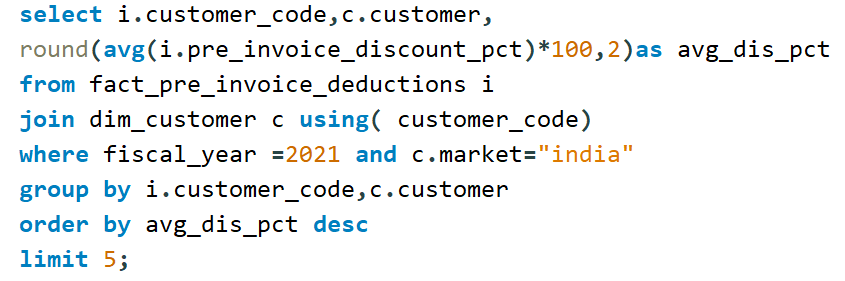 select i.customer_code,c.customer,
round(avg(i.pre_invoice_discount_pct)*100,2)as avg_dis_pct
from fact_pre_invoice_deductions i
join dim_customer c using( customer_code)
where fiscal_year =2021 and c.market="india"
group by i.customer_code,c.customer
order by avg_dis_pct desc
limit 5;